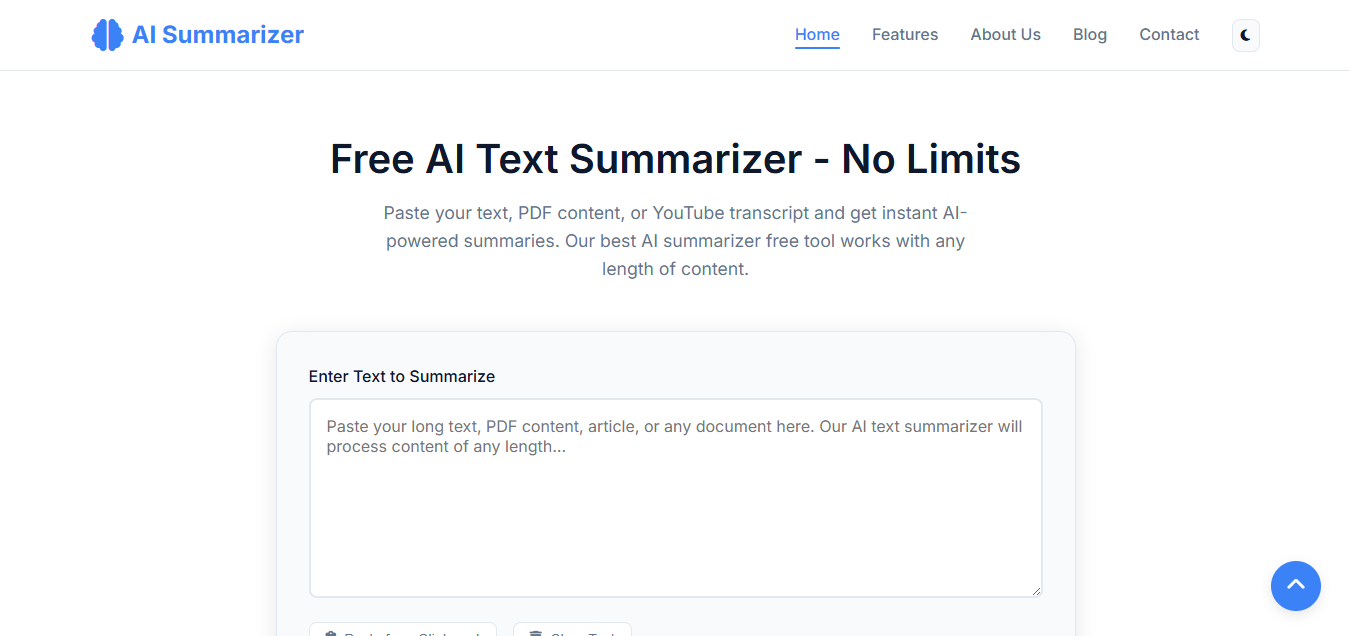 AI Summarizer
Home
Features
About Us
Blog
Contact
Free AI Text Summarizer - No Limits
Paste your text, PDF content, or YouTube transcript and get instant AI-
powered summaries. Our best AI summarizer free tool works with any
length of content.
Enter Text to Summarize
Paste your long text, PDF content, article, or any document here. Our AI text summarizer will
process content of any length...